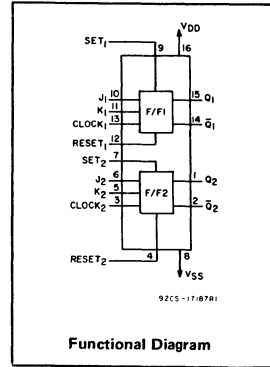 SET1
VDD
9
16
J1 10
K1 11
CLOCK1 13
F/F1
15 Q1
14 Q̅1
RESET1 12
SET2 7
J2 6
K2 5
CLOCK2 3
F/F2
1 Q2
2 Q̅2
4
8
RESET2
VSS
92CS-17187R1
Functional Diagram